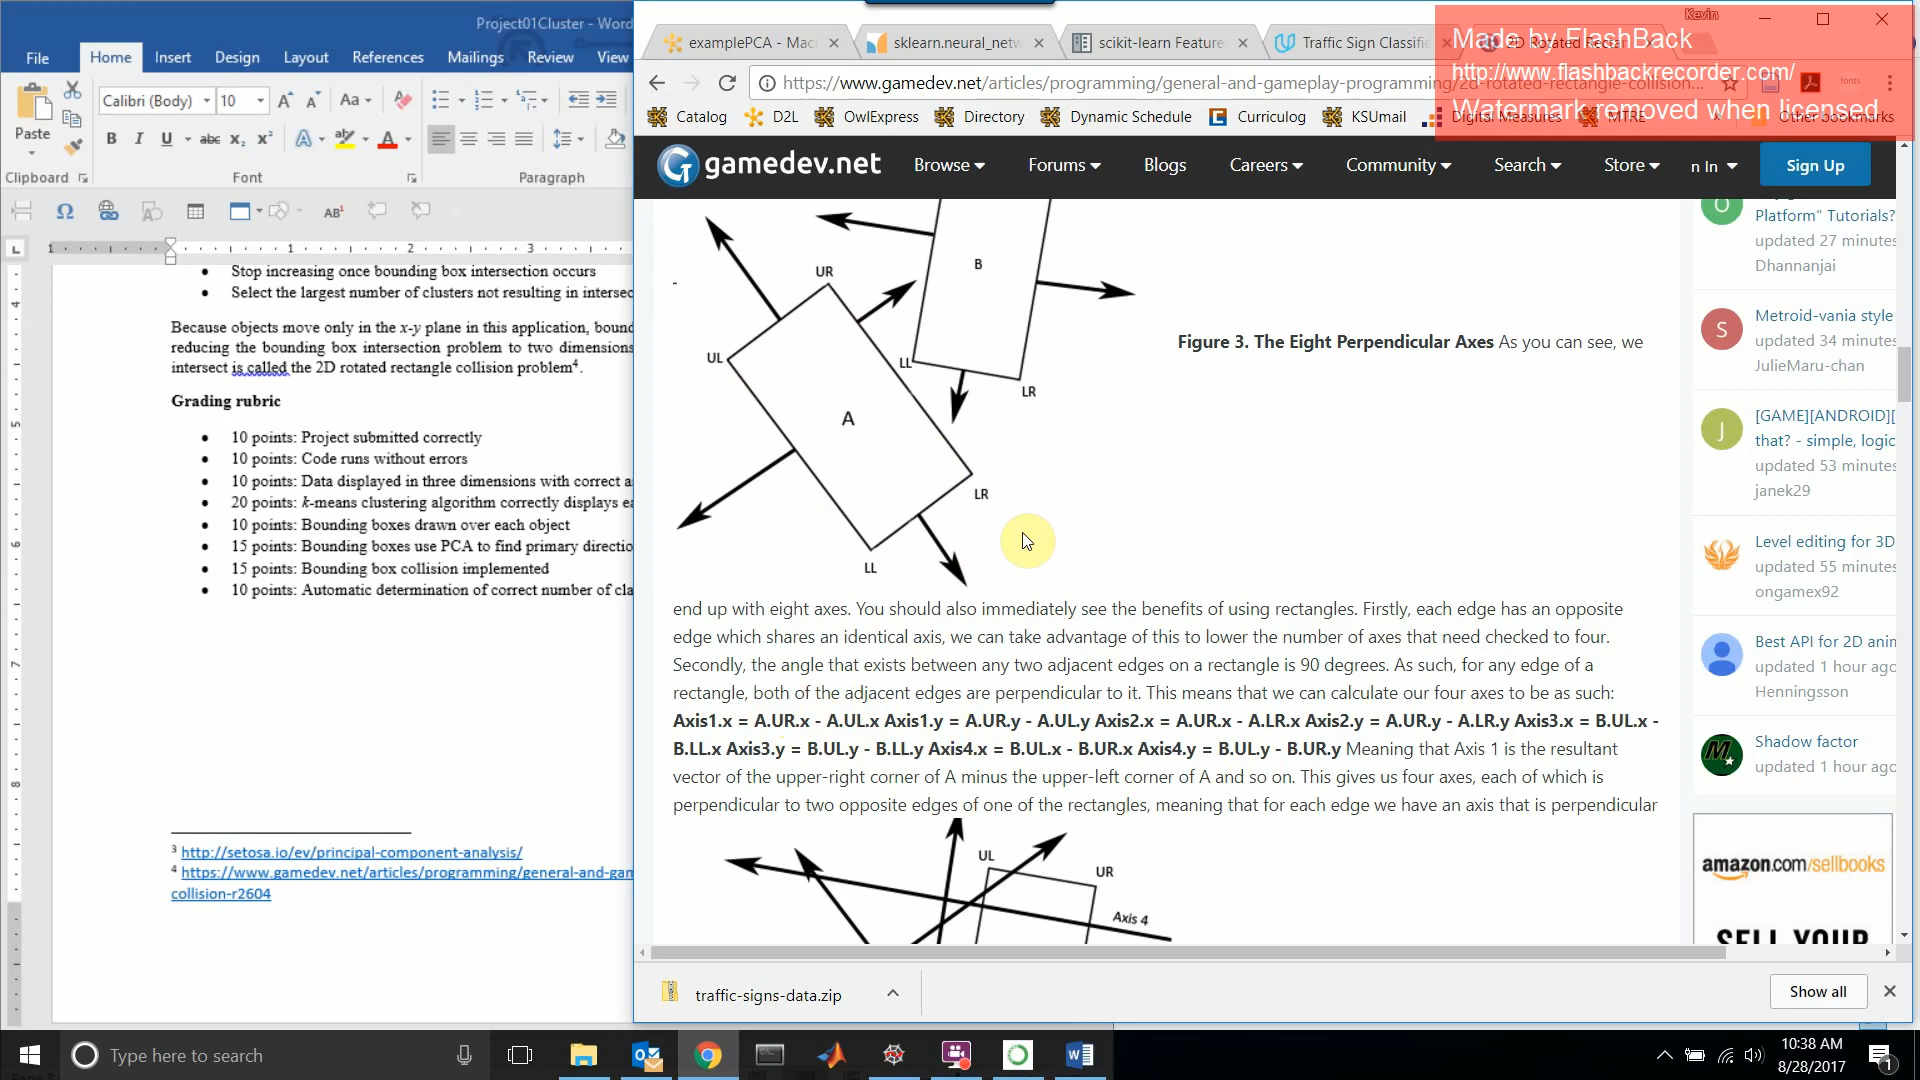 Project01Cluster - Word
File Home Insert Design Layout References Mailings Review View
Paste
Calibri (Body) 10
Clipboard Font Paragraph
Stop increasing once bounding box intersection occurs
Select the largest number of clusters not resulting in intersec
Because objects move only in the x-y plane in this application, bound
reducing the bounding box intersection problem to two dimensions
intersect is called the 2D rotated rectangle collision problem⁴.
Grading rubric
10 points: Project submitted correctly
10 points: Code runs without errors
10 points: Data displayed in three dimensions with correct a
20 points: k-means clustering algorithm correctly displays ea
10 points: Bounding boxes drawn over each object
15 points: Bounding boxes use PCA to find primary directio
15 points: Bounding box collision implemented
10 points: Automatic determination of correct number of cla
³ http://setosa.io/ev/principal-component-analysis/
⁴ https://www.gamedev.net/articles/programming/general-and-gam
collision-r2604
Kevin
examplePCA - Mac
sklearn.neural_netw
scikit-learn Feature
Traffic Sign Classifi
2D Rotated Recta
Made by FlashBack
http://www.flashbackrecorder.com/
Watermark removed when licensed
https://www.gamedev.net/articles/programming/general-and-gameplay-programming/2d-rotated-rectangle-collision...
Catalog D2L OwlExpress Directory Dynamic Schedule Curriculog KSUmail Digital Measures MTRE Other bookmarks
gamedev.net Browse Forums Blogs Careers Community Search Store n In Sign Up
UR
B
UL
LL
LR
A
LR
LL
Figure 3. The Eight Perpendicular Axes As you can see, we
end up with eight axes. You should also immediately see the benefits of using rectangles. Firstly, each edge has an opposite
edge which shares an identical axis, we can take advantage of this to lower the number of axes that need checked to four.
Secondly, the angle that exists between any two adjacent edges on a rectangle is 90 degrees. As such, for any edge of a
rectangle, both of the adjacent edges are perpendicular to it. This means that we can calculate our four axes to be as such:
Axis1.x = A.UR.x - A.UL.x Axis1.y = A.UR.y - A.UL.y Axis2.x = A.UR.x - A.LR.x Axis2.y = A.UR.y - A.LR.y Axis3.x = B.UL.x -
B.LL.x Axis3.y = B.UL.y - B.LL.y Axis4.x = B.UL.x - B.UR.x Axis4.y = B.UL.y - B.UR.y Meaning that Axis 1 is the resultant
vector of the upper-right corner of A minus the upper-left corner of A and so on. This gives us four axes, each of which is
perpendicular to two opposite edges of one of the rectangles, meaning that for each edge we have an axis that is perpendicular
UL
UR
Axis 4
O
Platform" Tutorials?
updated 27 minutes
Dhannanjai
S
Metroid-vania style
updated 34 minutes
JulieMaru-chan
J
[GAME][ANDROID][
that? - simple, logic
updated 53 minutes
janek29
Level editing for 3D
updated 55 minutes
ongamex92
Best API for 2D anim
updated 1 hour ago
Henningsson
Shadow factor
updated 1 hour ago
amazon.com/sellbooks
SELL YOUR
traffic-signs-data.zip
Show all
Type here to search
10:38 AM
8/28/2017
1